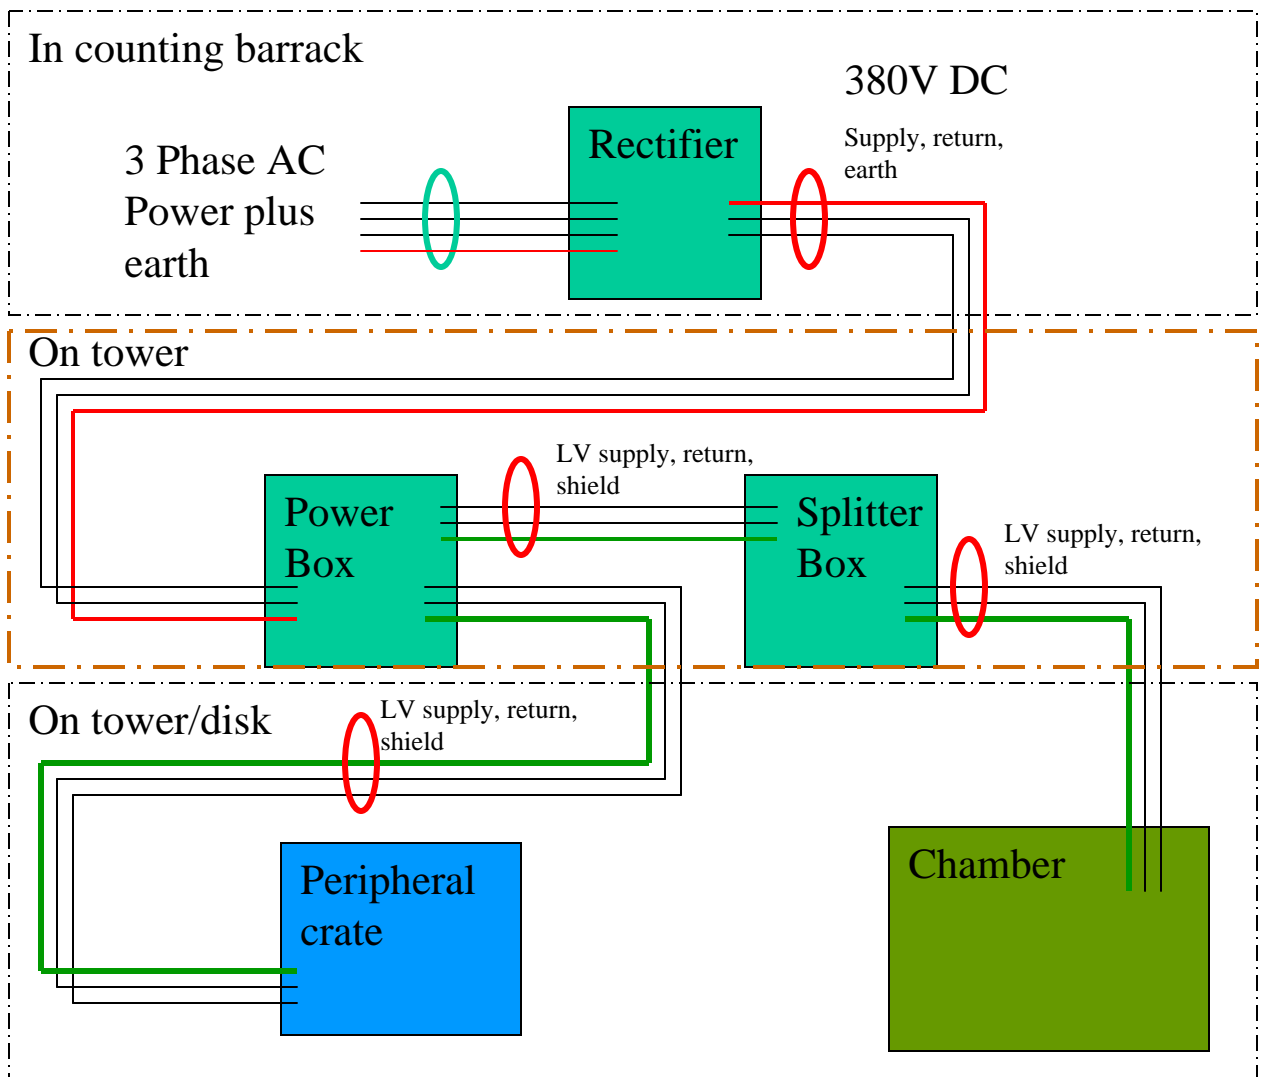 In counting barrack
380V DC
Supply, return,
earth
3 Phase AC
Power plus
earth
Rectifier
On tower
LV supply, return,
shield
Power
Box
Splitter
Box
LV supply, return,
shield
On tower/disk
LV supply, return,
shield
Peripheral
crate
Chamber